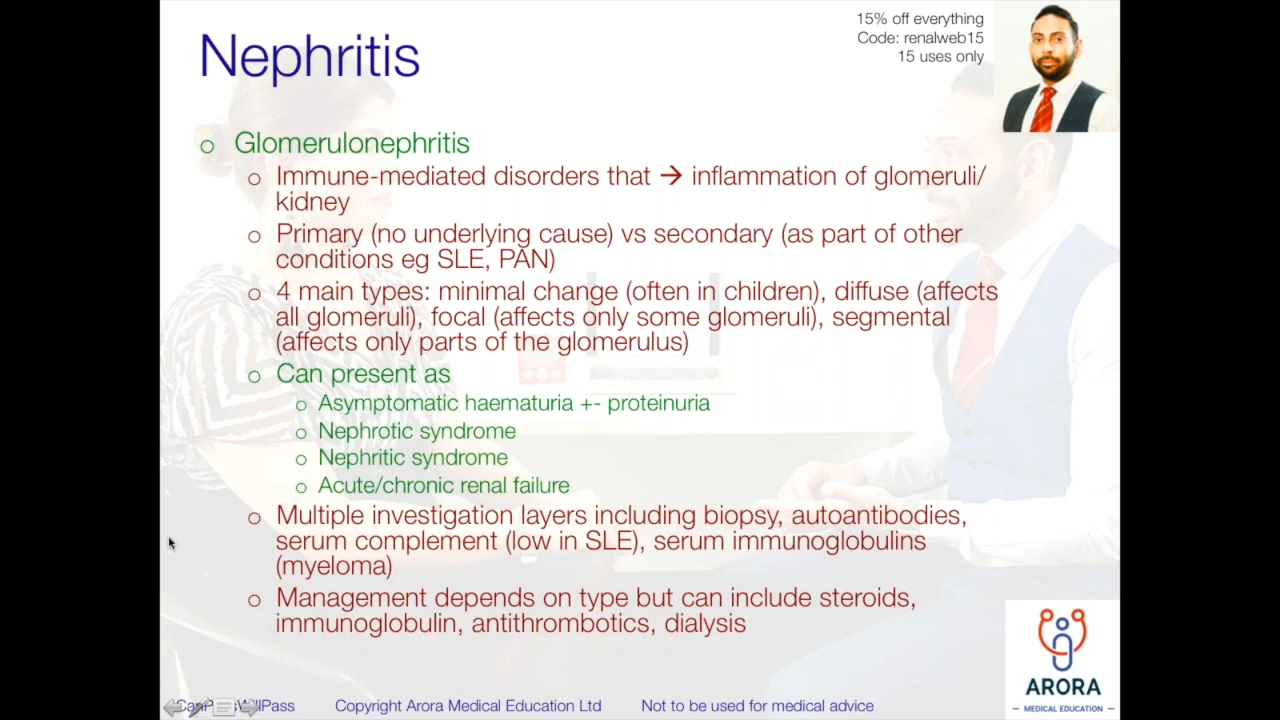 Nephritis
15% off everything
Code: renalweb15
15 uses only
o Glomerulonephritis
o Immune-mediated disorders that → inflammation of glomeruli/
kidney
o Primary (no underlying cause) vs secondary (as part of other
conditions eg SLE, PAN)
o 4 main types: minimal change (often in children), diffuse (affects
all glomeruli), focal (affects only some glomeruli), segmental
(affects only parts of the glomerulus)
o Can present as
o Asymptomatic haematuria +- proteinuria
o Nephrotic syndrome
o Nephritic syndrome
o Acute/chronic renal failure
o Multiple investigation layers including biopsy, autoantibodies,
serum complement (low in SLE), serum immunoglobulins
(myeloma)
o Management depends on type but can include steroids,
immunoglobulin, antithrombotics, dialysis
ARORA
– MEDICAL EDUCATION –
Copyright Arora Medical Education Ltd
Not to be used for medical advice